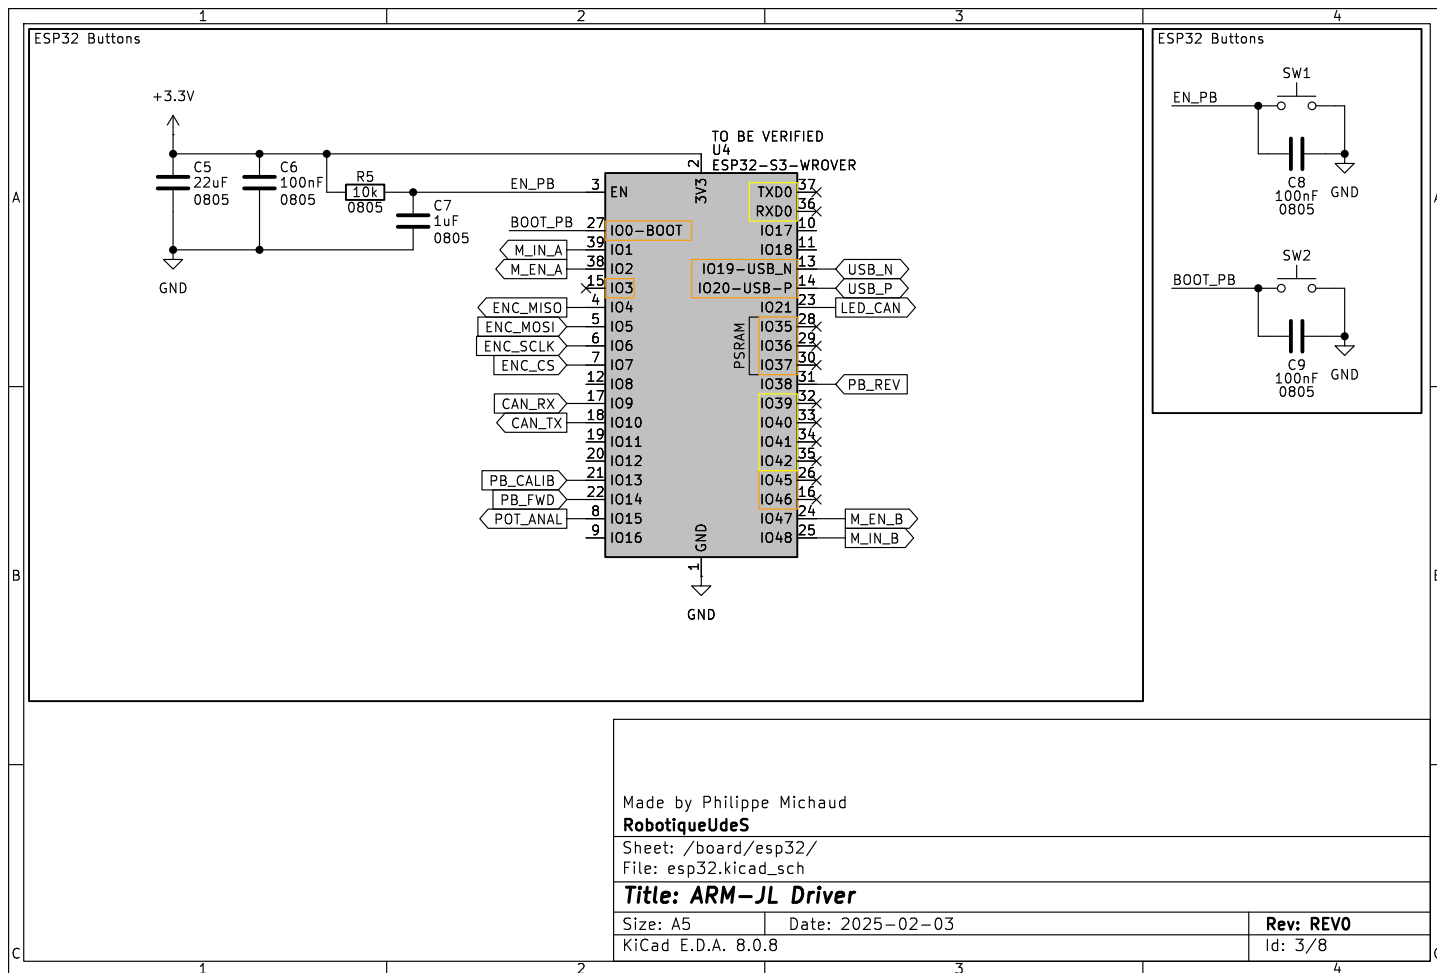 1 2 3 4
ESP32 Buttons
+3.3V
C5
22uF
0805
C6
100nF
0805
R5
10k
0805
C7
1uF
0805
GND
TO BE VERIFIED
U4
ESP32-S3-WROVER
2
3V3
EN_PB 3 EN
BOOT_PB 27 IO0-BOOT
M_IN_A 39 IO1
M_EN_A 38 IO2
15 IO3
ENC_MISO 4 IO4
ENC_MOSI 5 IO5
ENC_SCLK 6 IO6
ENC_CS 7 IO7
12 IO8
CAN_RX 17 IO9
CAN_TX 18 IO10
19 IO11
20 IO12
PB_CALIB 21 IO13
PB_FWD 22 IO14
POT_ANAL 8 IO15
9 IO16
TXD0 37
RXD0 36
IO17 10
IO18 11
IO19-USB_N 13 USB_N
IO20-USB-P 14 USB_P
IO21 23 LED_CAN
PSRAM
IO35 28
IO36 29
IO37 30
IO38 31 PB_REV
IO39 32
IO40 33
IO41 34
IO42 35
IO45 26
IO46 16
IO47 24 M_EN_B
IO48 25 M_IN_B
GND
1
GND
ESP32 Buttons
SW1
EN_PB
C8
100nF
0805
GND
SW2
BOOT_PB
C9
100nF
0805
GND
A
B
C
Made by Philippe Michaud
RobotiqueUdeS
Sheet: /board/esp32/
File: esp32.kicad_sch
Title: ARM-JL Driver
Size: A5 Date: 2025-02-03 Rev: REV0
KiCad E.D.A. 8.0.8 Id: 3/8
1 2 3 4